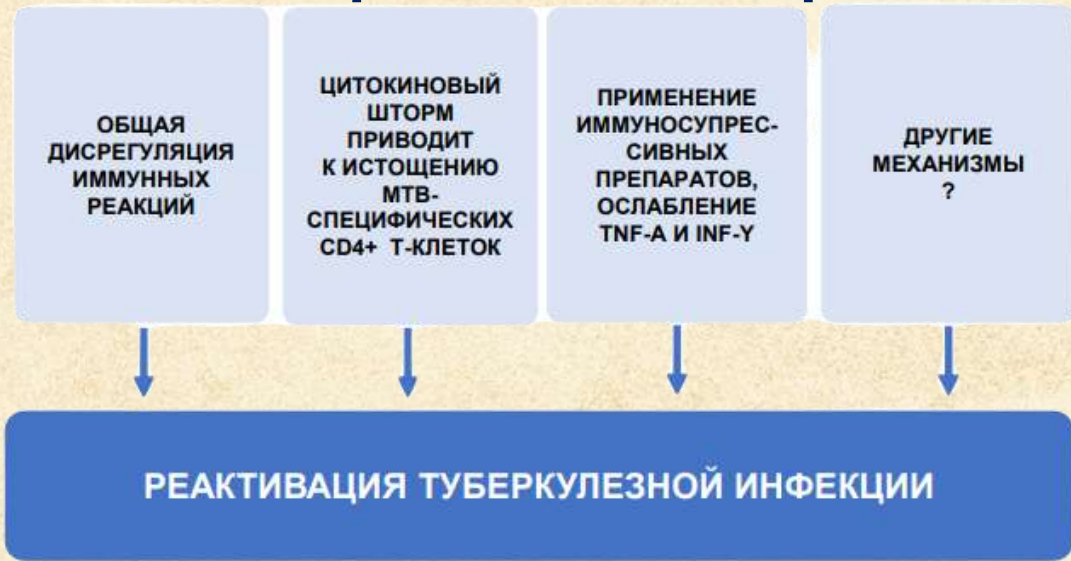 ОБЩАЯ
ДИСРЕГУЛЯЦИЯ
ИММУННЫХ
РЕАКЦИЙ
ЦИТОКИНОВЫЙ
ШТОРМ
ПРИВОДИТ
К ИСТОЩЕНИЮ
МТВ-
СПЕЦИФИЧЕСКИХ
CD4+ Т-КЛЕТОК
ПРИМЕНЕНИЕ
ИММУНОСУПРЕС-
СИВНЫХ
ПРЕПАРАТОВ,
ОСЛАБЛЕНИЕ
TNF-A И INF-Y
ДРУГИЕ
МЕХАНИЗМЫ
?
РЕАКТИВАЦИЯ ТУБЕРКУЛЕЗНОЙ ИНФЕКЦИИ